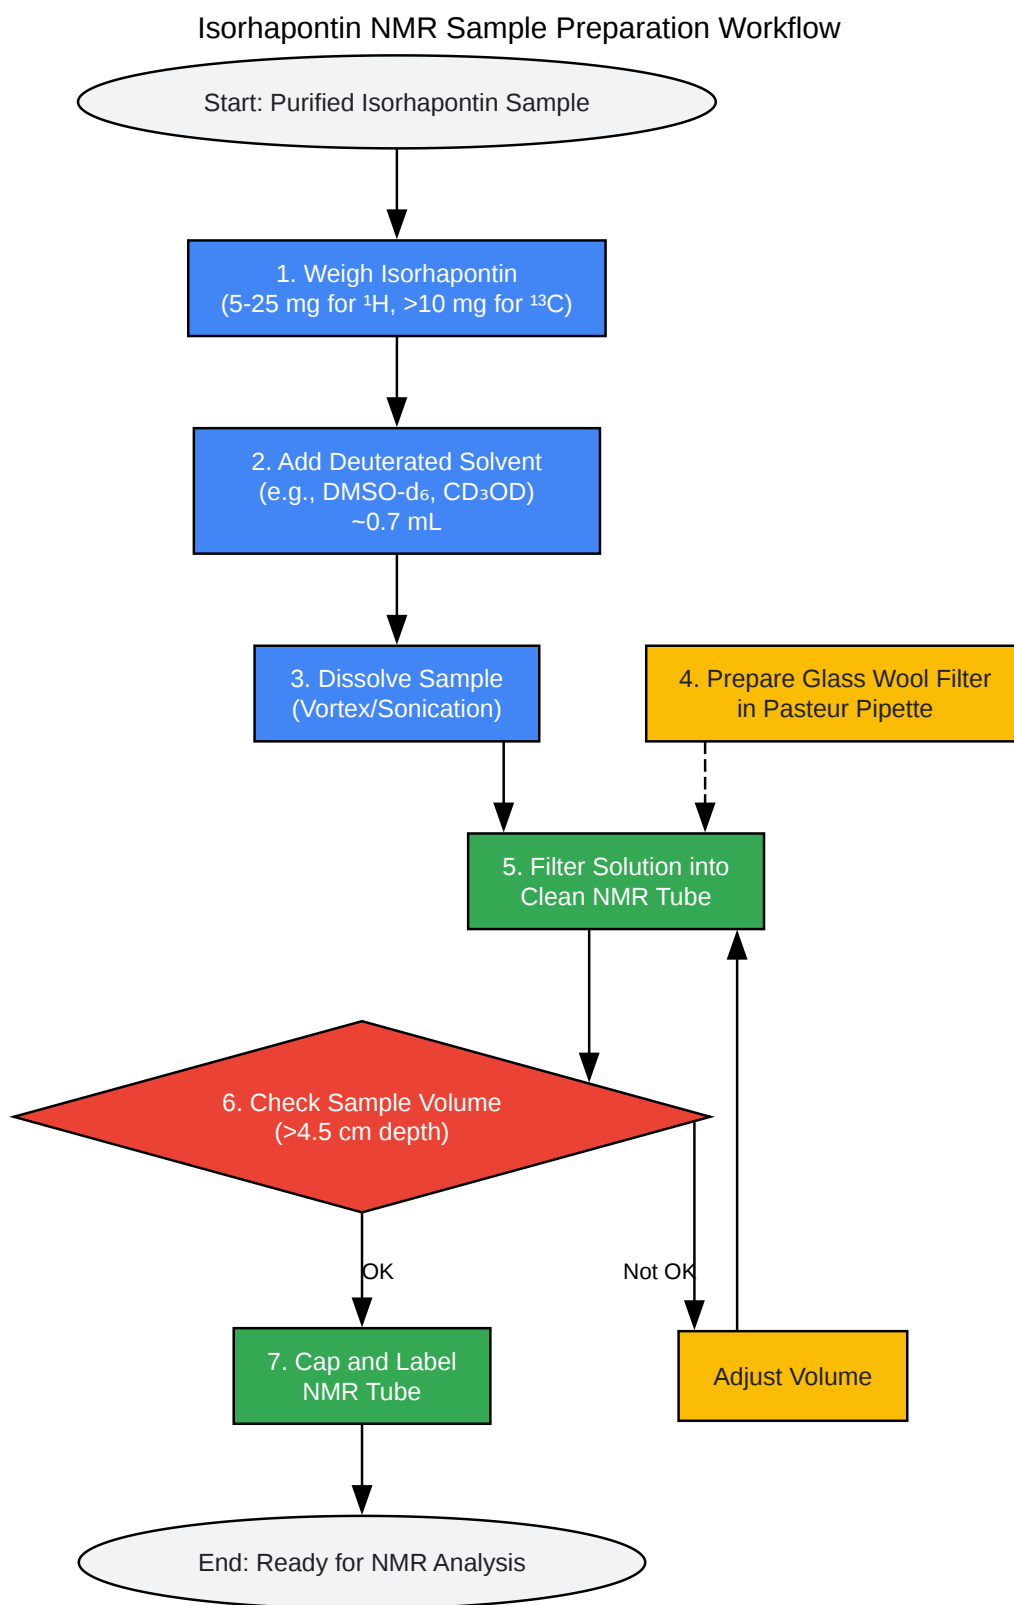 Isorhapontin NMR Sample Preparation Workflow
Start: Purified Isorhapontin Sample
1. Weigh Isorhapontin
(5-25 mg for ¹H, >10 mg for ¹³C)
2. Add Deuterated Solvent
(e.g., DMSO-d₆, CD₃OD)
~0.7 mL
3. Dissolve Sample
(Vortex/Sonication)
4. Prepare Glass Wool Filter
in Pasteur Pipette
5. Filter Solution into
Clean NMR Tube
6. Check Sample Volume
(>4.5 cm depth)
OK
Not OK
7. Cap and Label
NMR Tube
Adjust Volume
End: Ready for NMR Analysis